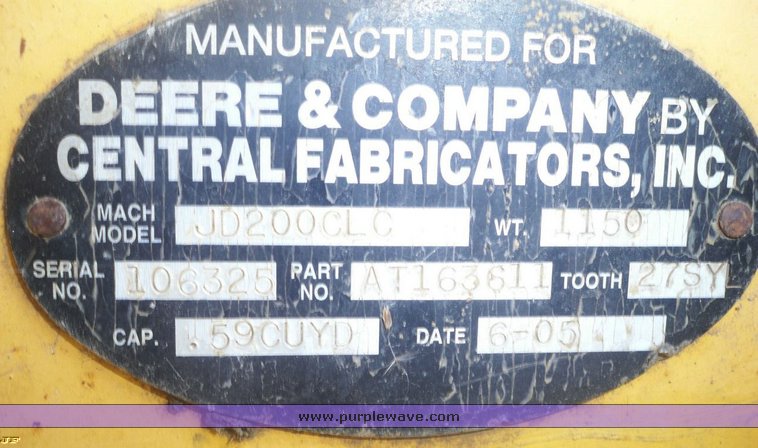 MANUFACTURED FOR
DEERE & COMPANY BY
CENTRAL FABRICATORS, INC.
MACH MODEL JD200CLC WT. 1150
SERIAL NO. 106325 PART NO. AT163611 TOOTH 27SYL
CAP. .59CUYD DATE 6-05
www.purplewave.com